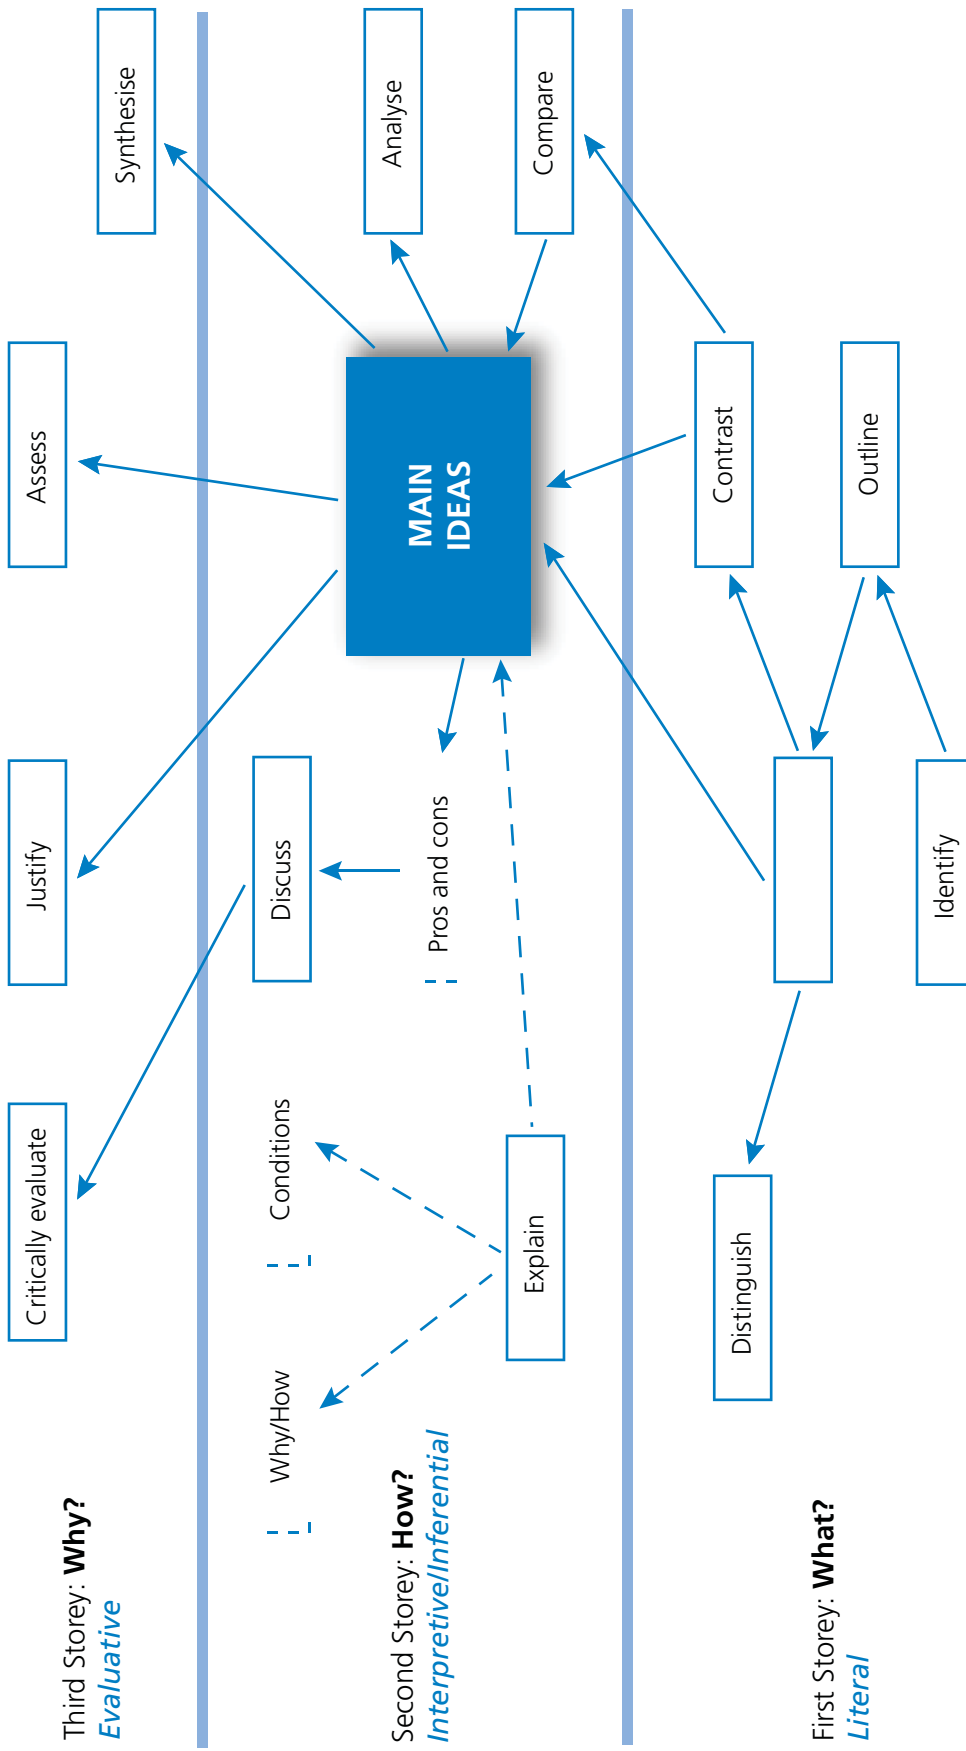 Third Storey: Why?
Evaluative
Critically evaluate
Justify
Assess
Synthesise
Second Storey: How?
Interpretive/Inferential
Why/How
Conditions
Discuss
Pros and cons
Explain
MAIN
IDEAS
Analyse
Compare
First Storey: What?
Literal
Distinguish
Contrast
Outline
Identify